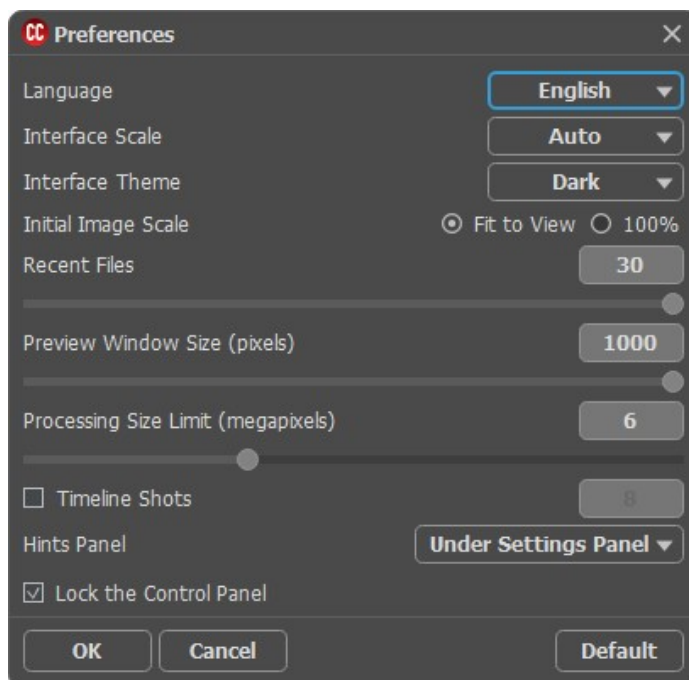 CC Preferences
Language English
Interface Scale Auto
Interface Theme Dark
Initial Image Scale Fit to View 100%
Recent Files 30
Preview Window Size (pixels) 1000
Processing Size Limit (megapixels) 6
Timeline Shots 8
Hints Panel Under Settings Panel
Lock the Control Panel
OK Cancel Default